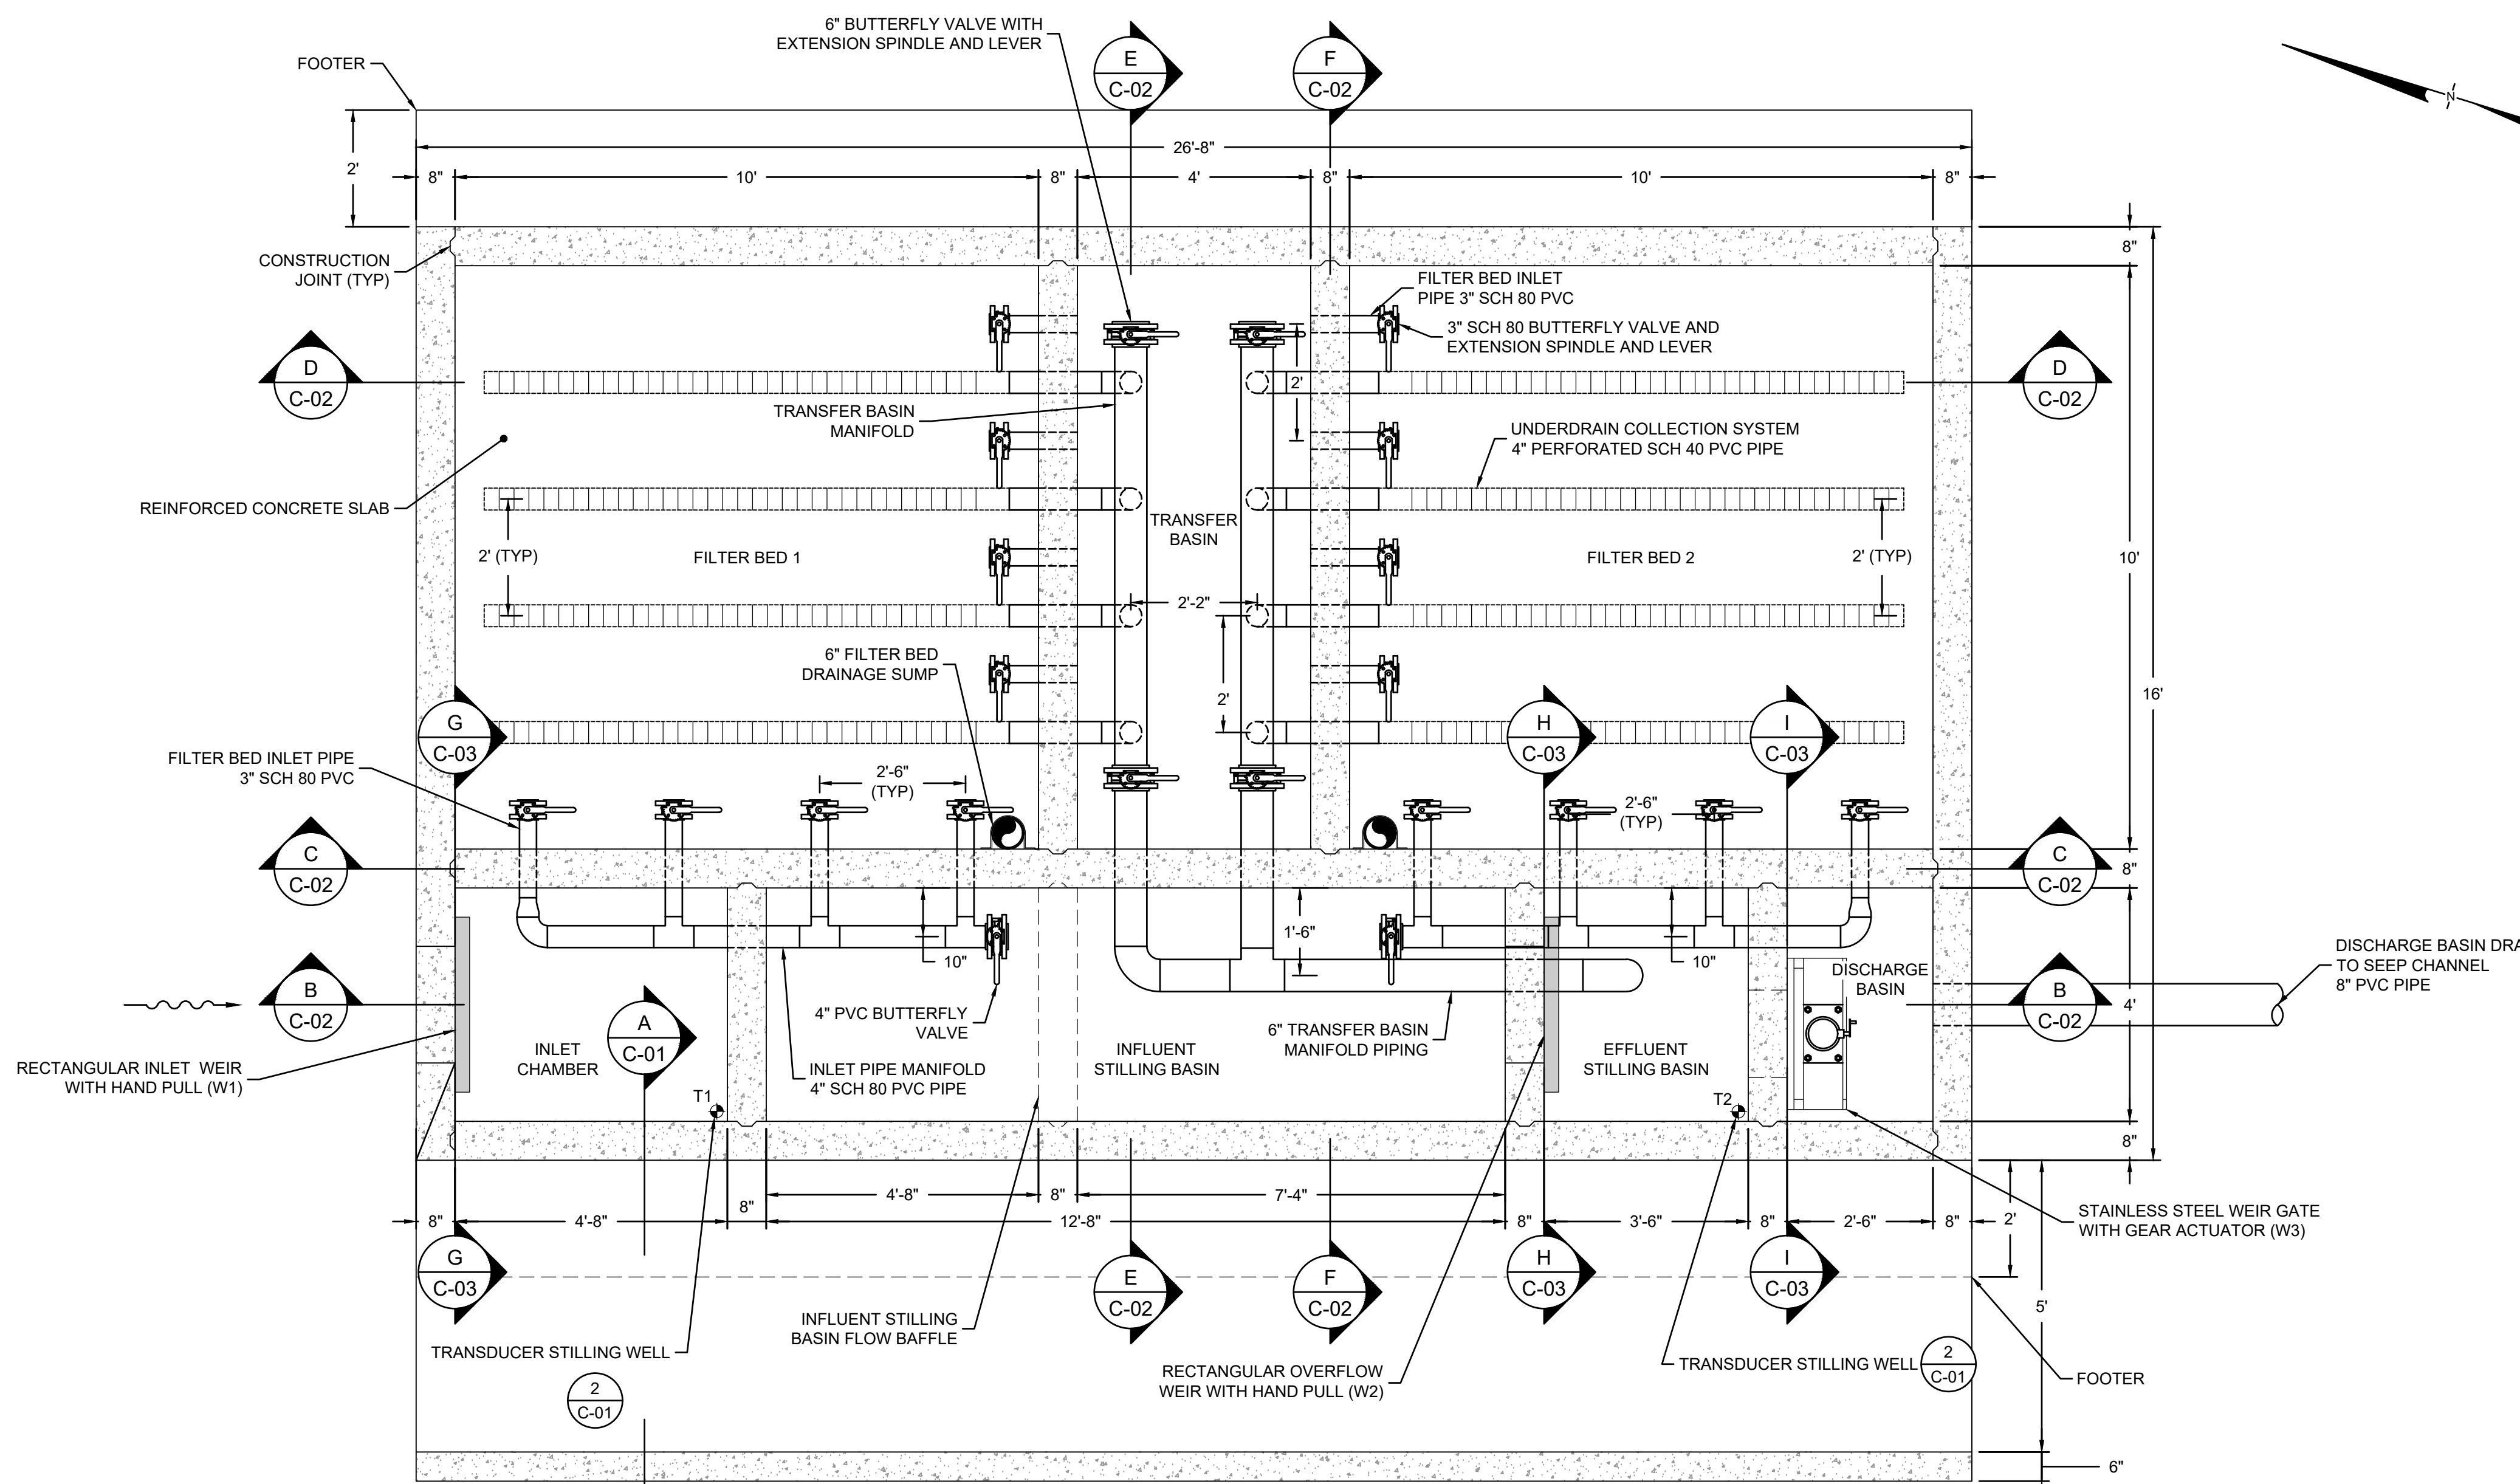 6" BUTTERFLY VALVE WITH
EXTENSION SPINDLE AND LEVER
FOOTER
E
C-02
F
C-02
N
26'-8"
2'
8"
10'
8"
4'
8"
10'
8"
CONSTRUCTION
JOINT (TYP)
8"
FILTER BED INLET
PIPE 3" SCH 80 PVC
3" SCH 80 BUTTERFLY VALVE AND
EXTENSION SPINDLE AND LEVER
D
C-02
D
C-02
2'
TRANSFER BASIN
MANIFOLD
UNDERDRAIN COLLECTION SYSTEM
4" PERFORATED SCH 40 PVC PIPE
REINFORCED CONCRETE SLAB
TRANSFER
BASIN
2' (TYP)
FILTER BED 1
FILTER BED 2
2' (TYP)
10'
2'-2"
6" FILTER BED
DRAINAGE SUMP
2'
16'
G
C-03
H
C-03
I
C-03
FILTER BED INLET PIPE
3" SCH 80 PVC
2'-6"
(TYP)
2'-6"
(TYP)
C
C-02
C
C-02
8"
1'-6"
10"
10"
DISCHARGE BASIN DRA
TO SEEP CHANNEL
8" PVC PIPE
DISCHARGE
BASIN
B
C-02
B
C-02
4'
4" PVC BUTTERFLY
VALVE
A
C-01
6" TRANSFER BASIN
MANIFOLD PIPING
INLET
CHAMBER
INFLUENT
STILLING BASIN
EFFLUENT
STILLING BASIN
RECTANGULAR INLET WEIR
WITH HAND PULL (W1)
INLET PIPE MANIFOLD
4" SCH 80 PVC PIPE
T1
T2
8"
4'-8"
8"
7'-4"
8"
4'-8"
8"
12'-8"
8"
3'-6"
8"
2'-6"
8"
2'
STAINLESS STEEL WEIR GATE
WITH GEAR ACTUATOR (W3)
G
C-03
E
C-02
F
C-02
H
C-03
I
C-03
5'
INFLUENT STILLING
BASIN FLOW BAFFLE
TRANSDUCER STILLING WELL
2
C-01
RECTANGULAR OVERFLOW
WEIR WITH HAND PULL (W2)
TRANSDUCER STILLING WELL
2
C-01
FOOTER
6"